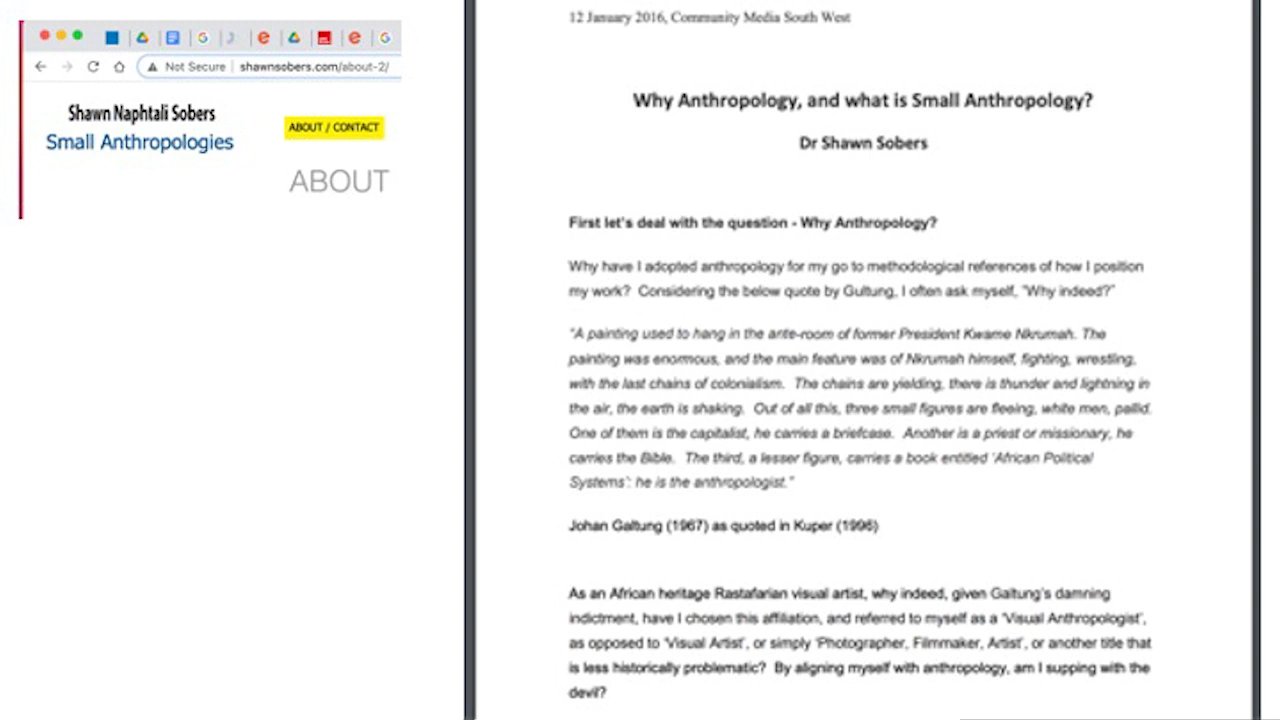 Not Secure | shawnsobers.com/about-2/
Shawn Naphtali Sobers
Small Anthropologies
ABOUT / CONTACT
ABOUT
12 January 2016, Community Media South West
Why Anthropology, and what is Small Anthropology?
Dr Shawn Sobers
First let's deal with the question - Why Anthropology?
Why have I adopted anthropology for my go to methodological references of how I position
my work? Considering the below quote by Gultung, I often ask myself, "Why indeed?"
"A painting used to hang in the ante-room of former President Kwame Nkrumah. The
painting was enormous, and the main feature was of Nkrumah himself, fighting, wrestling,
with the last chains of colonialism. The chains are yielding, there is thunder and lightning in
the air, the earth is shaking. Out of all this, three small figures are fleeing, white men, pallid.
One of them is the capitalist, he carries a briefcase. Another is a priest or missionary, he
carries the Bible. The third, a lesser figure, carries a book entitled 'African Political
Systems': he is the anthropologist."
Johan Galtung (1967) as quoted in Kuper (1996)
As an African heritage Rastafarian visual artist, why indeed, given Galtung's damning
indictment, have I chosen this affiliation, and referred to myself as a 'Visual Anthropologist',
as opposed to 'Visual Artist', or simply 'Photographer, Filmmaker, Artist', or another title that
is less historically problematic? By aligning myself with anthropology, am I supping with the
devil?